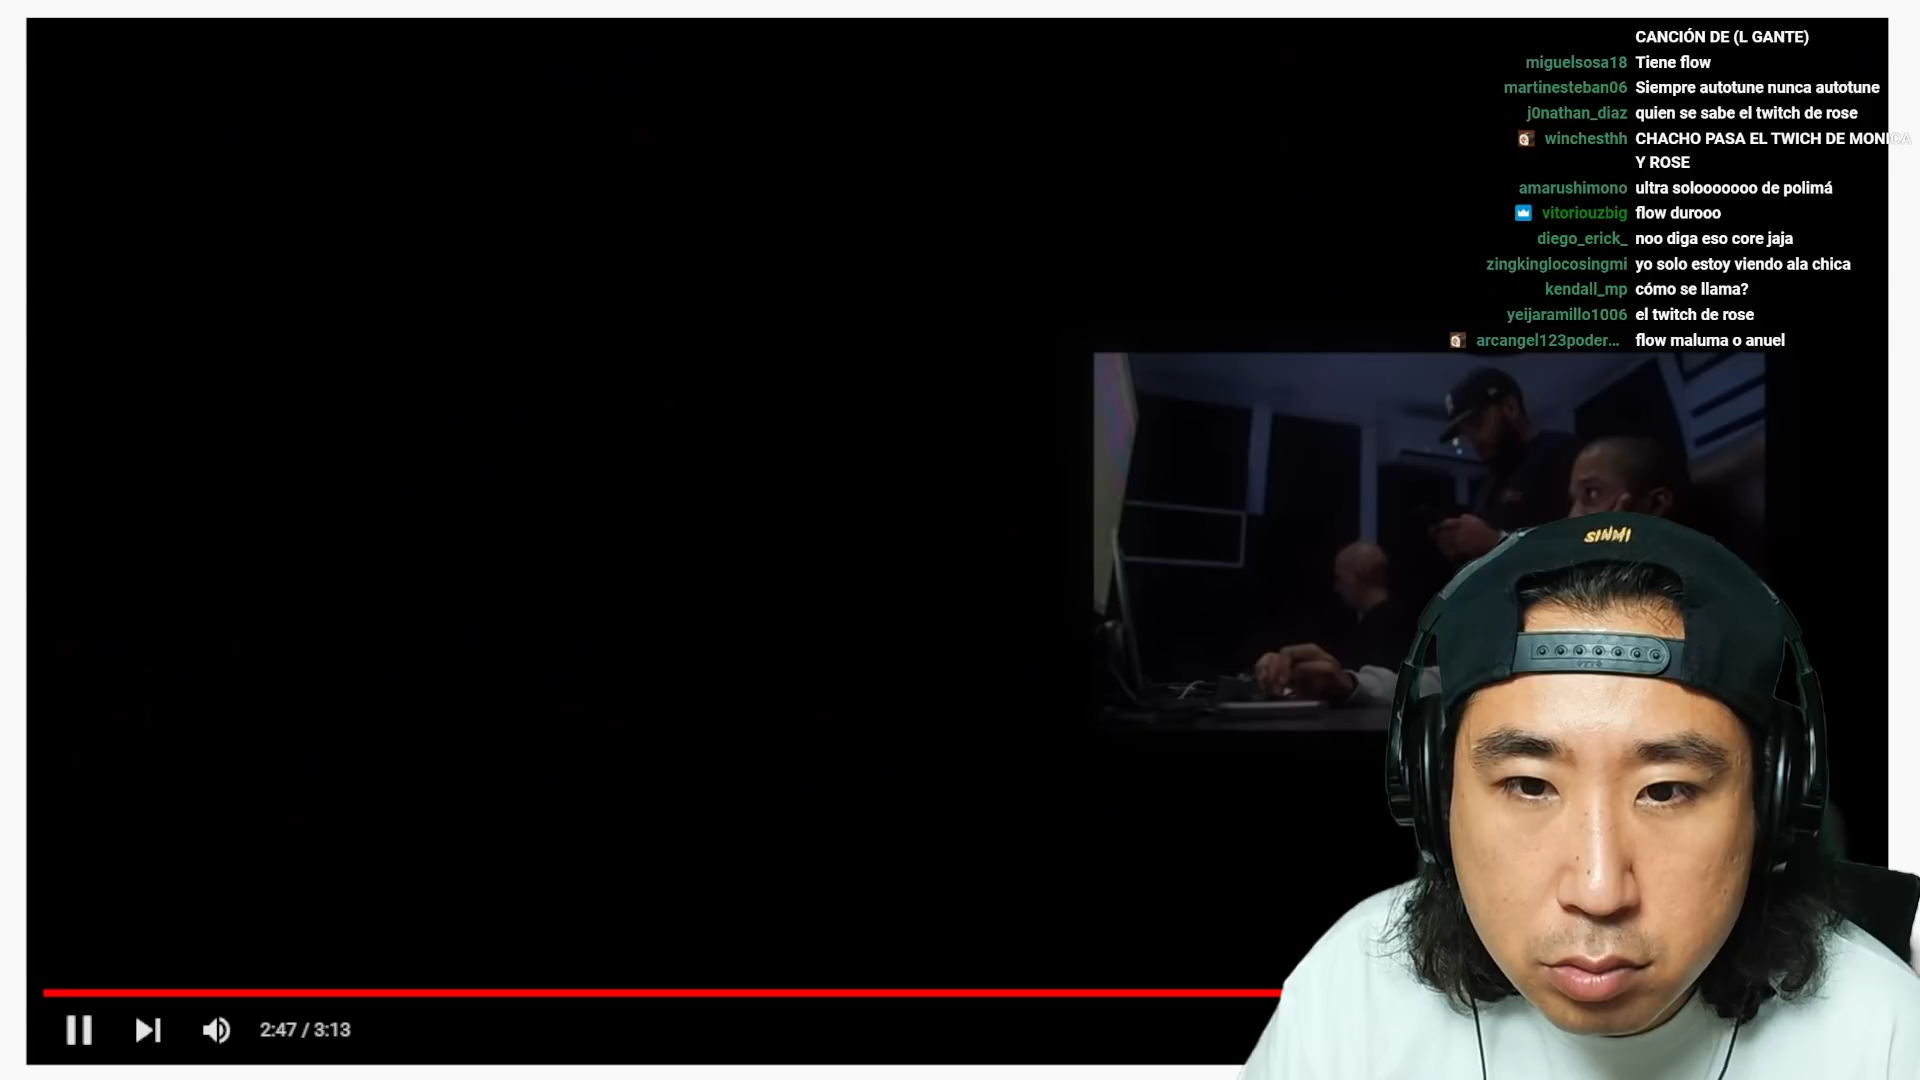 CANCIÓN DE (L GANTE)
miguelsosa18 Tiene flow
martinesteban06 Siempre autotune nunca autotune
j0nathan_diaz quien se sabe el twitch de rose
winchesthh CHACHO PASA EL TWICH DE MONICA
Y ROSE
amarushimono ultra solooooooo de polimá
vitoriouzbig flow durooo
diego_erick_ noo diga eso core jaja
zingkinglocosingmi yo solo estoy viendo ala chica
kendall_mp cómo se llama?
yeijaramillo1006 el twitch de rose
arcangel123poder... flow maluma o anuel
SINMI
2:47 / 3:13